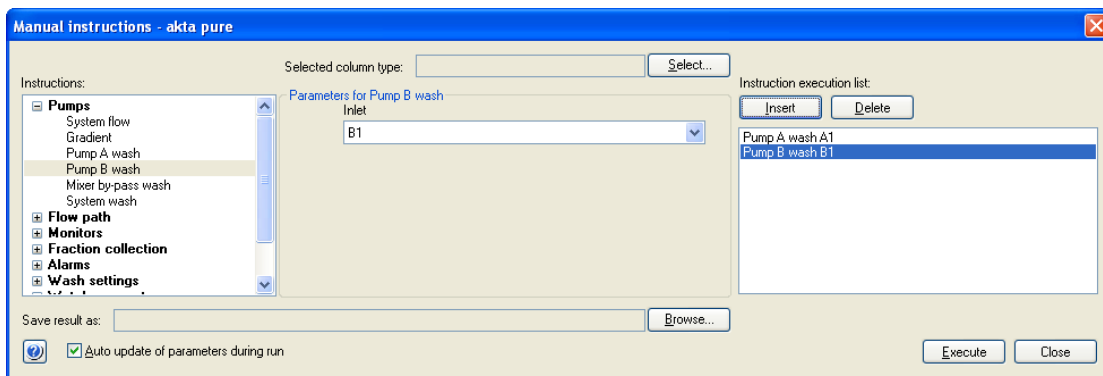 Manual instructions - akta pure
Selected column type:
Select...
Instructions:
Pumps
System flow
Gradient
Pump A wash
Pump B wash
Mixer by-pass wash
System wash
Flow path
Monitors
Fraction collection
Alarms
Wash settings
Parameters for Pump B wash
Inlet
B1
Instruction execution list:
Insert
Delete
Pump A wash A1
Pump B wash B1
Save result as:
Browse...
Auto update of parameters during run
Execute
Close